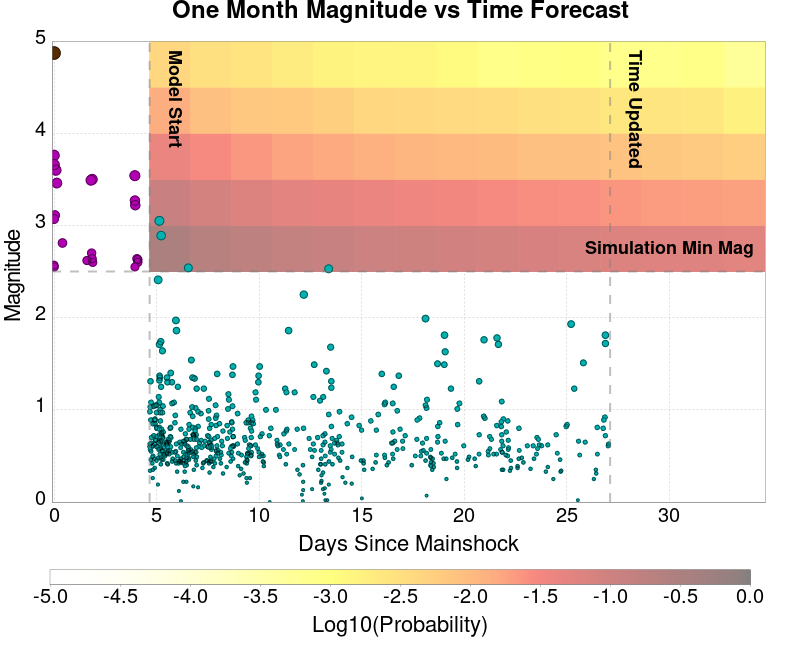 One Month Magnitude vs Time Forecast
Magnitude
5
4
3
2
1
0
Model Start
Time Updated
Simulation Min Mag
0 5 10 15 20 25 30
Days Since Mainshock
-5.0 -4.5 -4.0 -3.5 -3.0 -2.5 -2.0 -1.5 -1.0 -0.5 0.0
Log10(Probability)